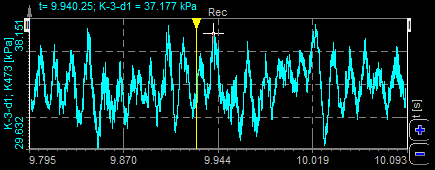 t= 9.940.25; K-3-d1 = 37.177 kPa
Rec
K-3-d1; K473 [kPa]
38.151
29.632
t [s]
9.795 9.870 9.944 10.019 10.093